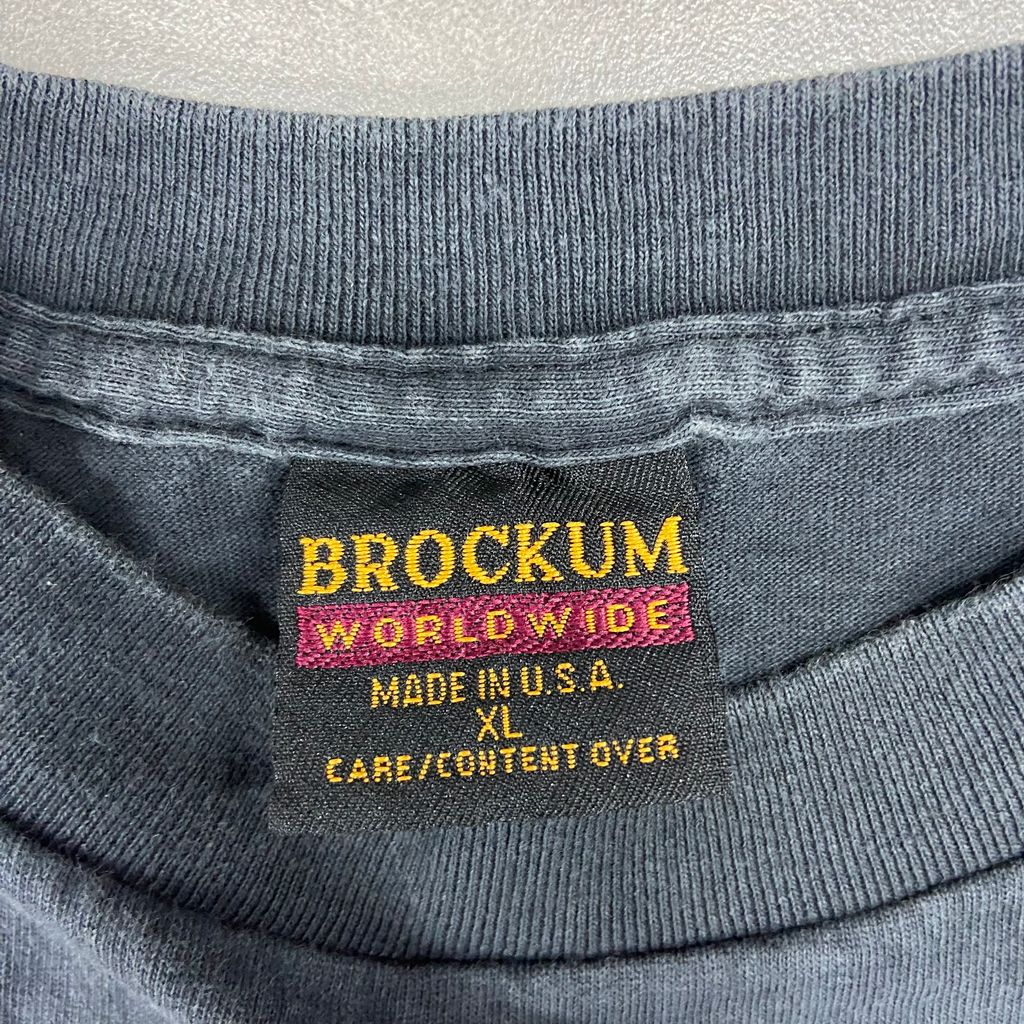 BROCKUM
WORLDWIDE
MADE IN U.S.A.
XL
CARE/CONTENT OVER